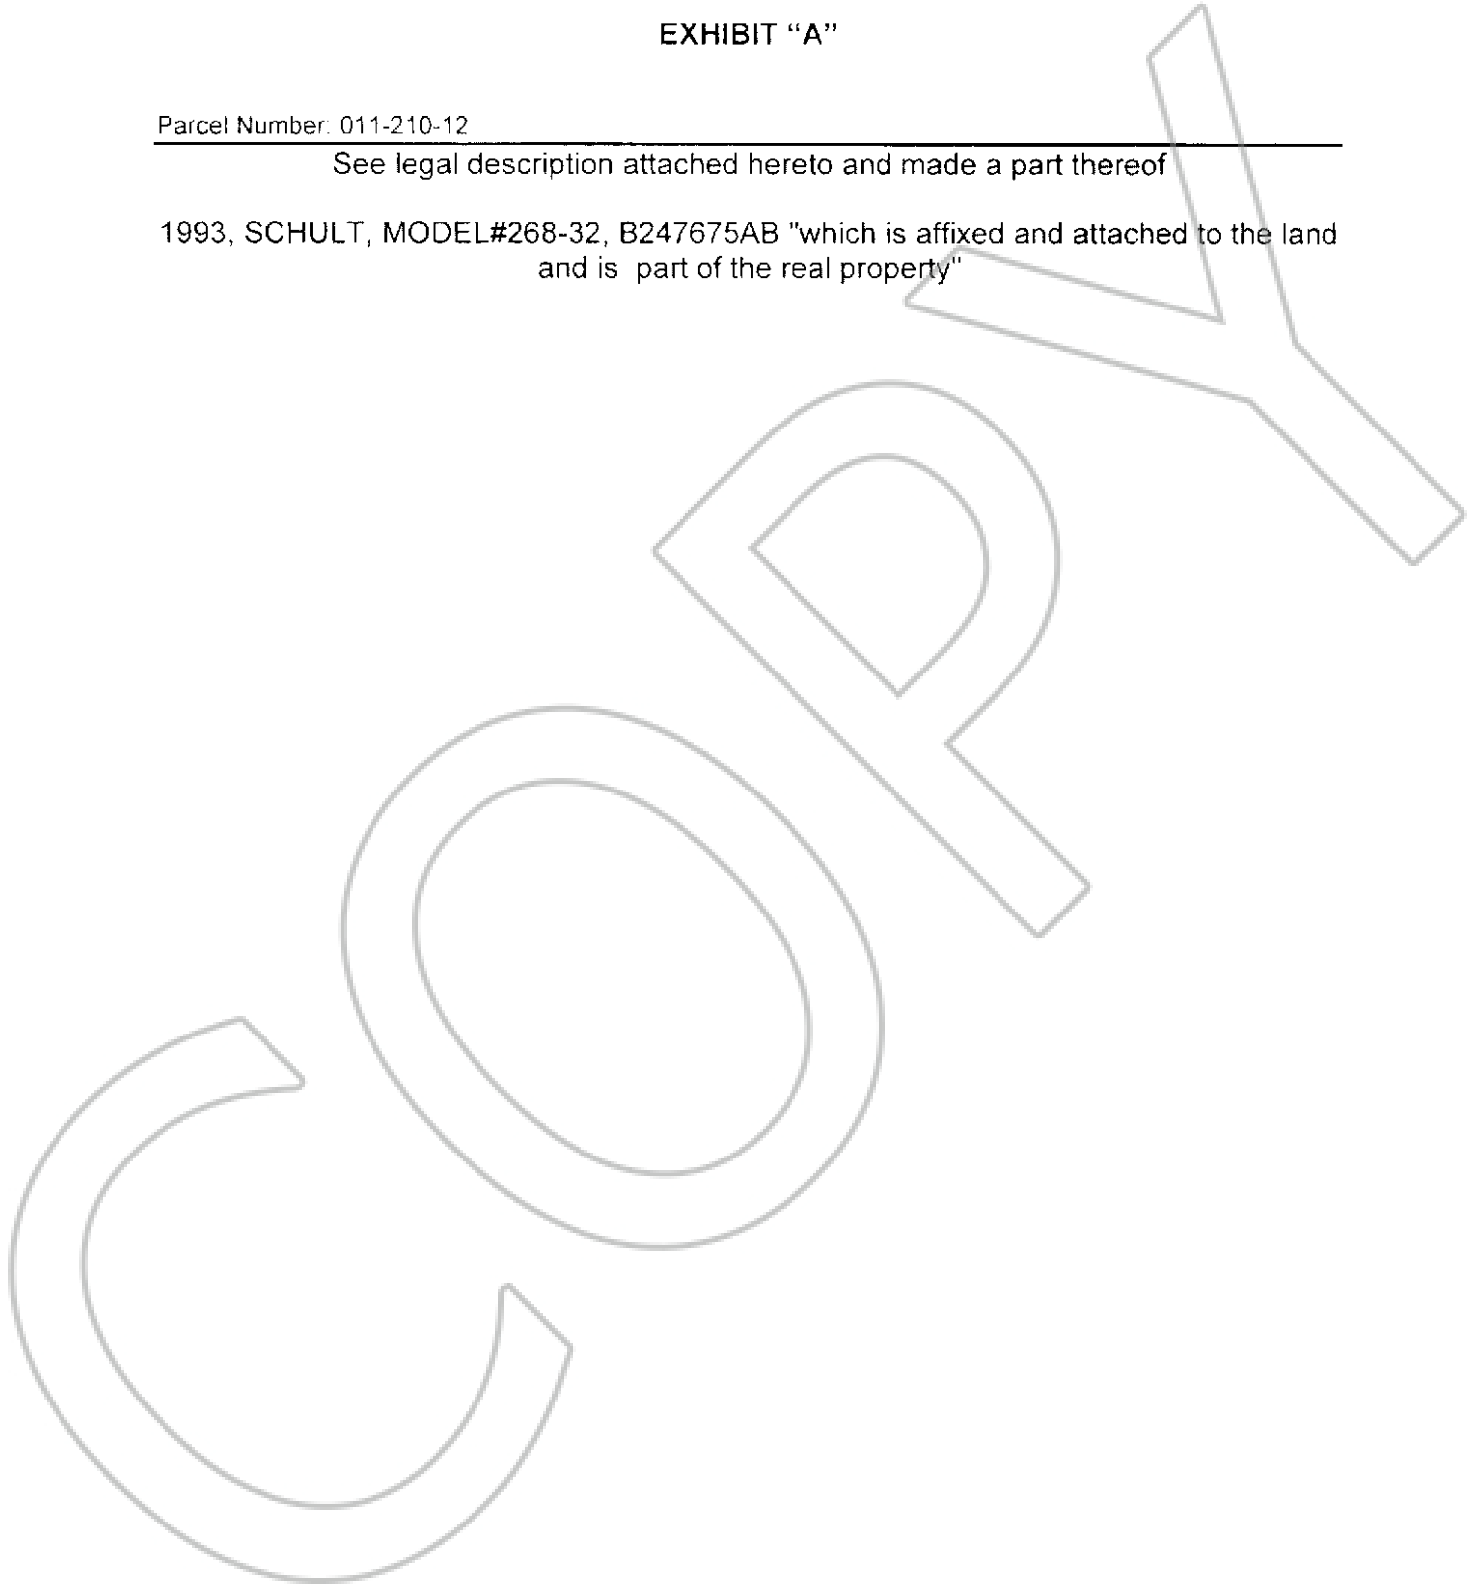 EXHIBIT “A”
Parcel Number: 011-210-12
See legal description attached hereto and made a part thereof
1993, SCHULT, MODEL#268-32, B247675AB "which is affixed and attached to the land
and is part of the real property"
COPY